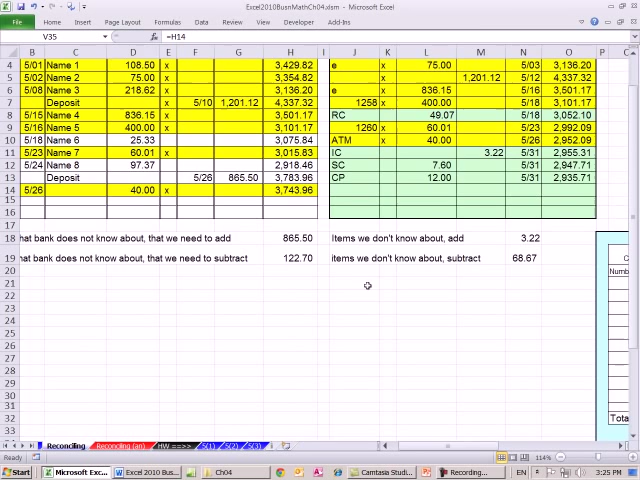 Excel2010BusnMathCh04.xlsm - Microsoft Excel
File Home Insert Page Layout Formulas Data Review View Developer Add-Ins
V35 fx =H14
B C D E F G H I J K L M N O P
4 5/01 Name 1 108.50 x 3,429.82 e x 75.00 5/03 3,136.20
5 5/02 Name 2 75.00 x 3,354.82 x 1,201.12 5/12 4,337.32
6 5/08 Name 3 218.62 x 3,136.20 e x 836.15 5/16 3,501.17
7 Deposit x 5/10 1,201.12 4,337.32 1258 x 400.00 5/18 3,101.17
8 5/15 Name 4 836.15 x 3,501.17 RC 49.07 5/18 3,052.10
9 5/16 Name 5 400.00 x 3,101.17 1260 x 60.01 5/23 2,992.09
10 5/18 Name 6 25.33 3,075.84 ATM x 40.00 5/26 2,952.09
11 5/23 Name 7 60.01 x 3,015.83 IC 3.22 5/31 2,955.31
12 5/24 Name 8 97.37 2,918.46 SC 7.60 5/31 2,947.71
13 Deposit 5/26 865.50 3,783.96 CP 12.00 5/31 2,935.71
14 5/26 40.00 x 3,743.96
15
16
17
18 hat bank does not know about, that we need to add 865.50 Items we don't know about, add 3.22
19 hat bank does not know about, that we need to subtract 122.70 items we don't know about, subtract 68.67
20 Numb
21
22
23
24
25
26
27
28
29
30
31
32 Tota
33
Reconciling Reconciling (an) HW ==>> 5(1) 5(2) 5(3)
Ready 114%
Start Microsoft Exc... Excel 2010 Bus... Ch04 Camtasia Studi... Recording... EN 3:25 PM